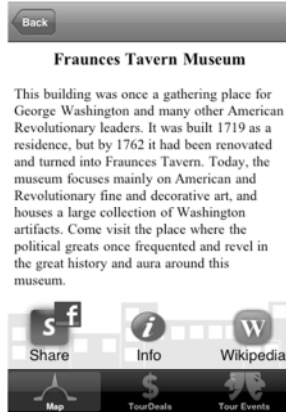 Back
Fraunces Tavern Museum
This building was once a gathering place for
George Washington and many other American
Revolutionary leaders. It was built 1719 as a
residence, but by 1762 it had been renovated
and turned into Fraunces Tavern. Today, the
museum focuses mainly on American and
Revolutionary fine and decorative art, and
houses a large collection of Washington
artifacts. Come visit the place where the
political greats once frequented and revel in
the great history and aura around this
museum.
S f i W
Share Info Wikipedia
$
Map TourDeals Tour Events